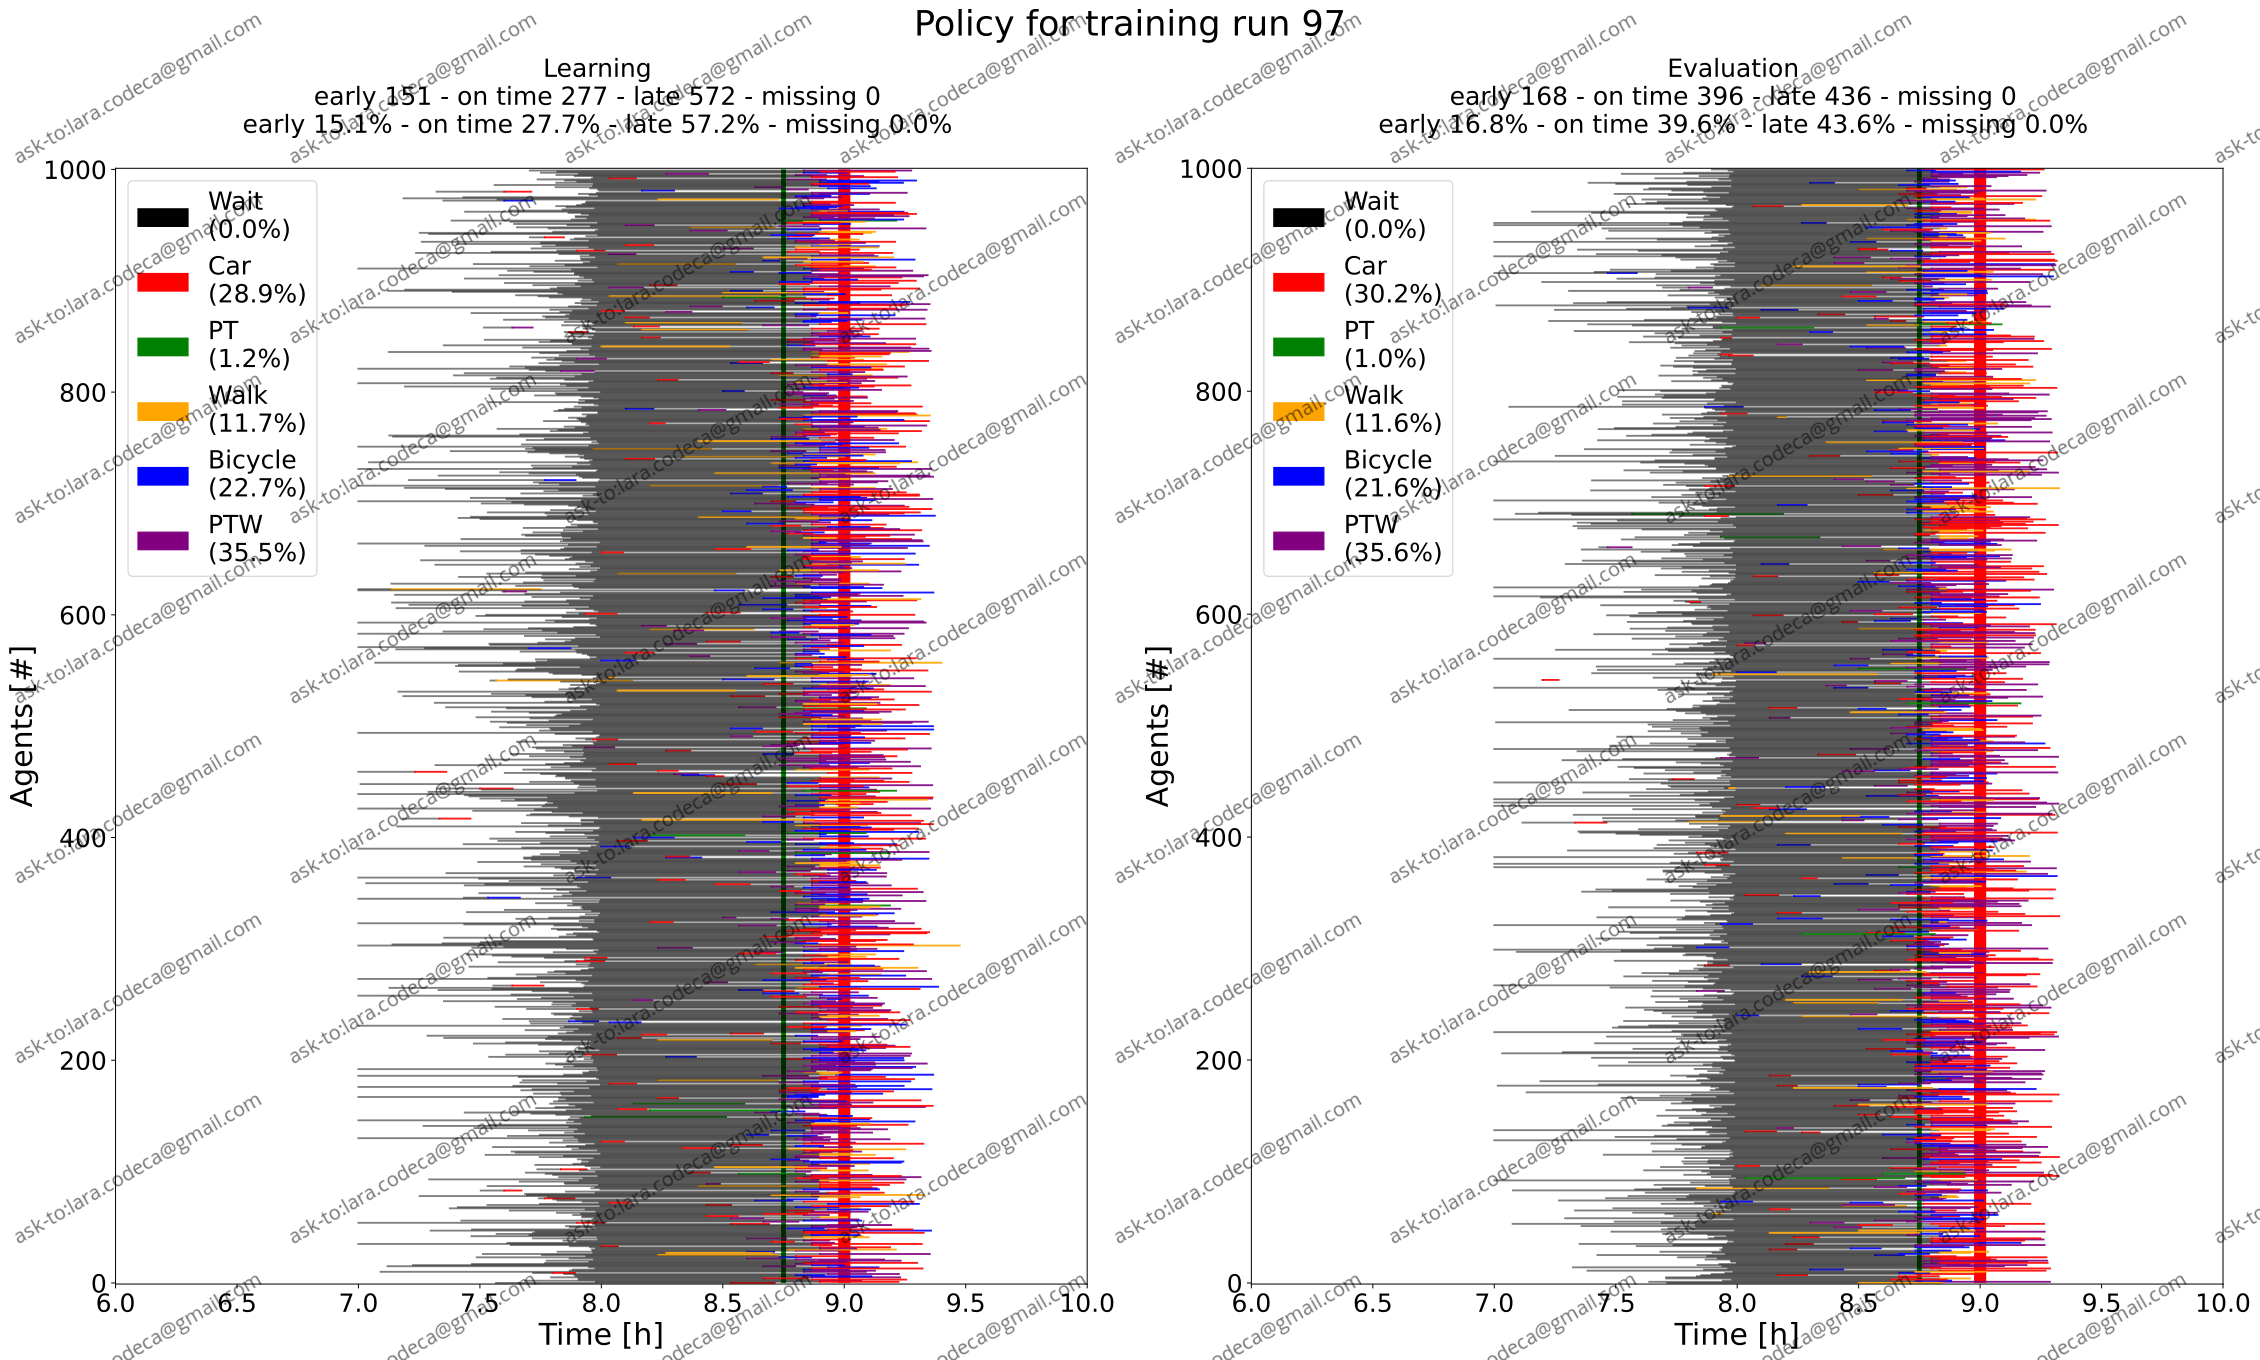 Policy for training run 97
Learning
early 151 - on time 277 - late 572 - missing 0
early 15.1% - on time 27.7% - late 57.2% - missing 0.0%
1000
800
600
400
200
0
Agents [#]
Wait
(0.0%)
Car
(28.9%)
PT
(1.2%)
Walk
(11.7%)
Bicycle
(22.7%)
PTW
(35.5%)
6.0 6.5 7.0 7.5 8.0 8.5 9.0 9.5 10.0
Time [h]
Evaluation
early 168 - on time 396 - late 436 - missing 0
early 16.8% - on time 39.6% - late 43.6% - missing 0.0%
1000
800
600
400
200
0
Agents [#]
Wait
(0.0%)
Car
(30.2%)
PT
(1.0%)
Walk
(11.6%)
Bicycle
(21.6%)
PTW
(35.6%)
6.0 6.5 7.0 7.5 8.0 8.5 9.0 9.5 10.0
Time [h]
ask-to:lara.codeca@gmail.com